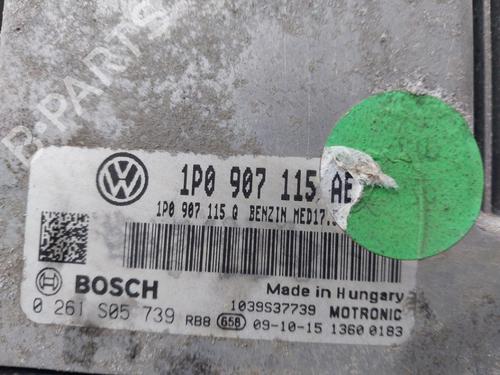 B-PARTS
1P0 907 115
1P0 907 115 Q BENZIN MED17.
BOSCH
Made in Hungary
0 261 S05 739
1039S37739 MOTRONIC
RB8 658 09-10-15 1360 0183